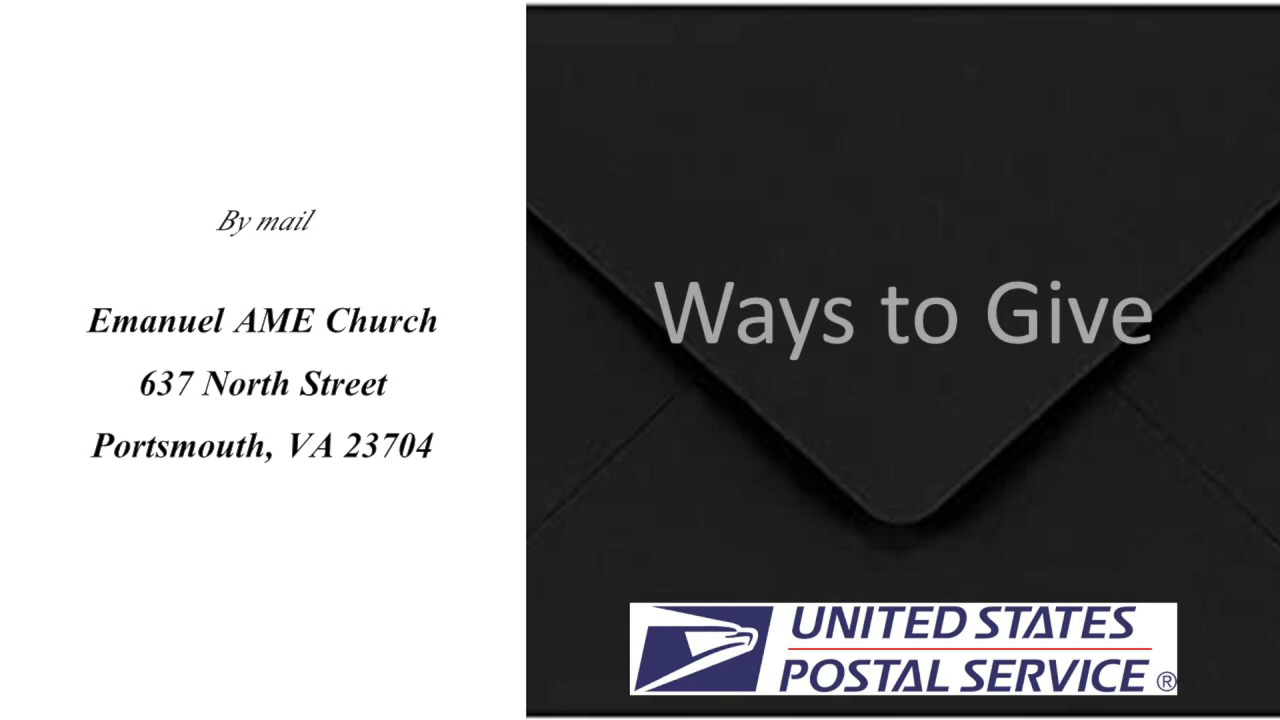 By mail
Emanuel AME Church
637 North Street
Portsmouth, VA 23704
Ways to Give
UNITED STATES
POSTAL SERVICE ®